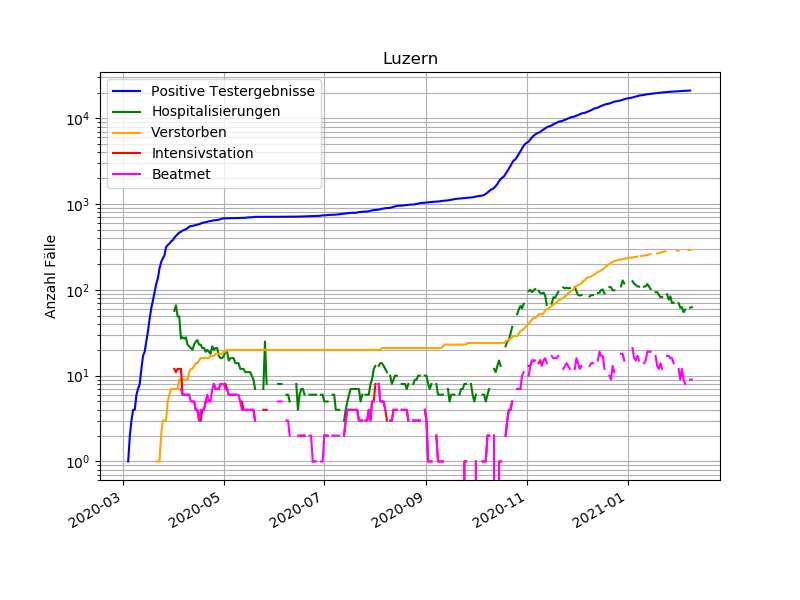 Luzern
Positive Testergebnisse
Hospitalisierungen
Verstorben
Intensivstation
Beatmet
Anzahl Fälle
10⁴
10³
10²
10¹
10⁰
2020-03
2020-05
2020-07
2020-09
2020-11
2021-01